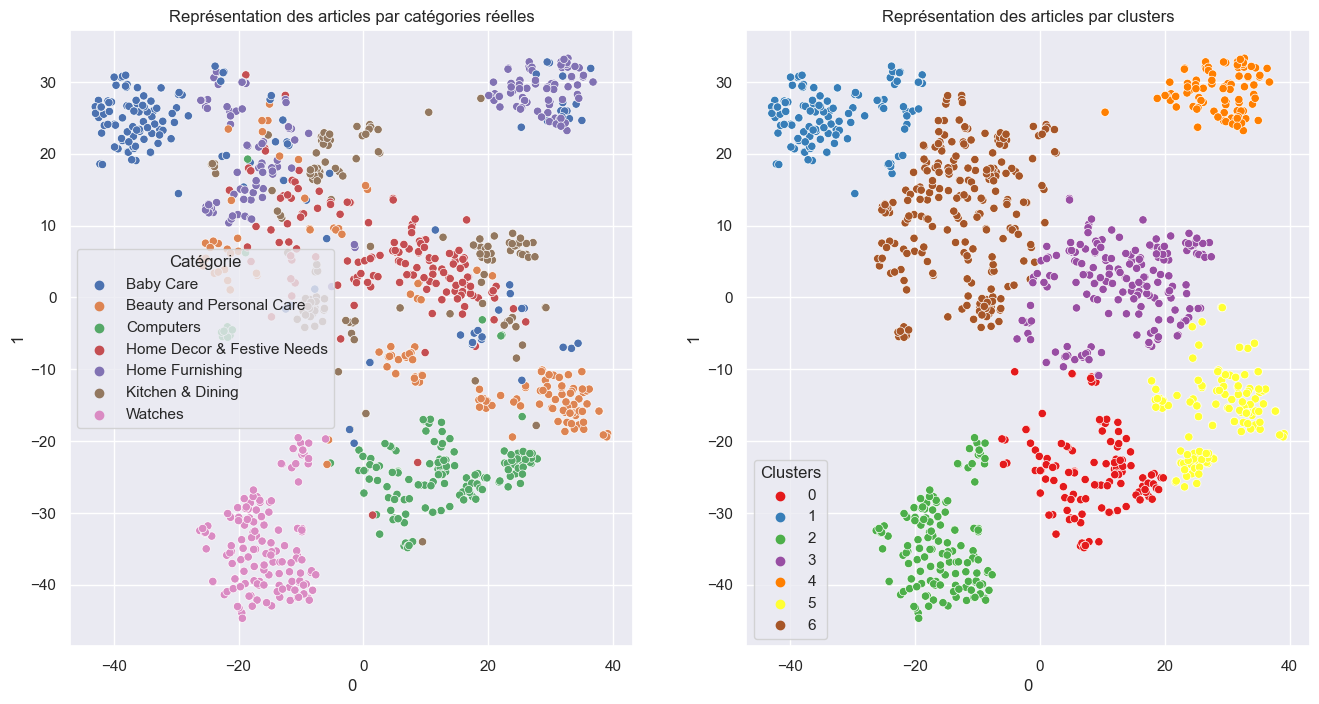 Représentation des articles par catégories réelles
30
20
10
0
−10
−20
−30
−40
1
Catégorie
Baby Care
Beauty and Personal Care
Computers
Home Decor & Festive Needs
Home Furnishing
Kitchen & Dining
Watches
−40 −20 0 20 40
0
Représentation des articles par clusters
30
20
10
0
−10
−20
−30
−40
1
Clusters
0
1
2
3
4
5
6
−40 −20 0 20 40
0